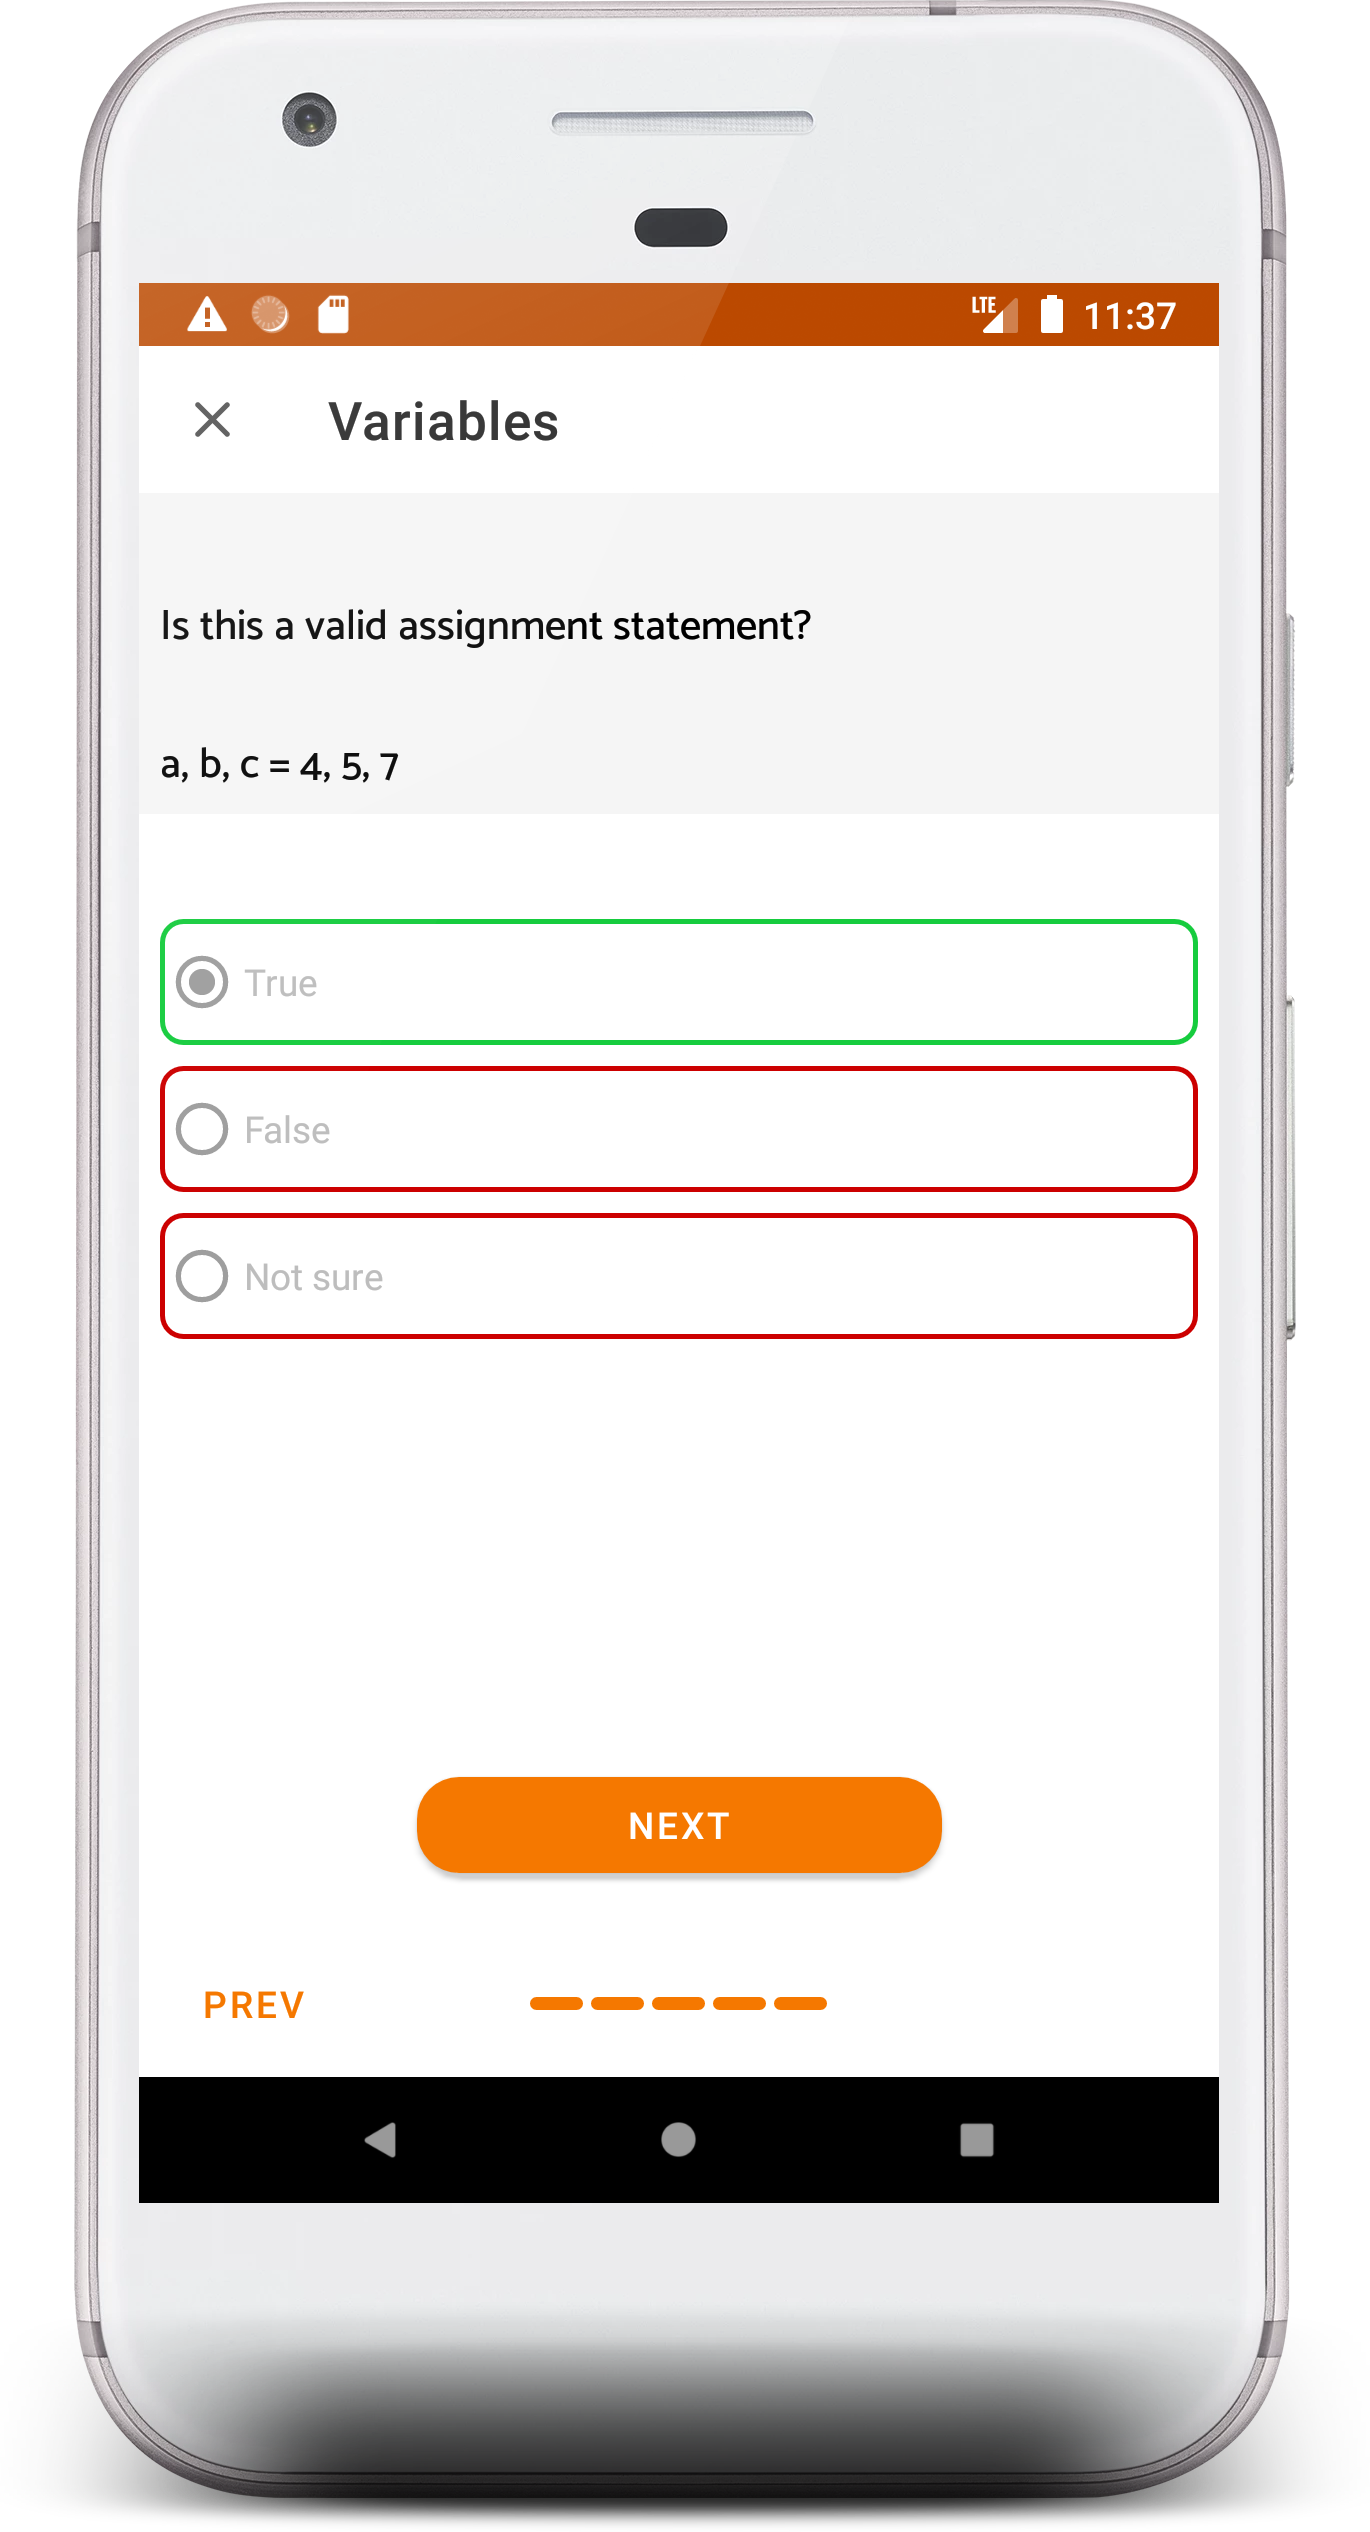 LTE 11:37
Variables
Is this a valid assignment statement?
a, b, c = 4, 5, 7
True
False
Not sure
NEXT
PREV